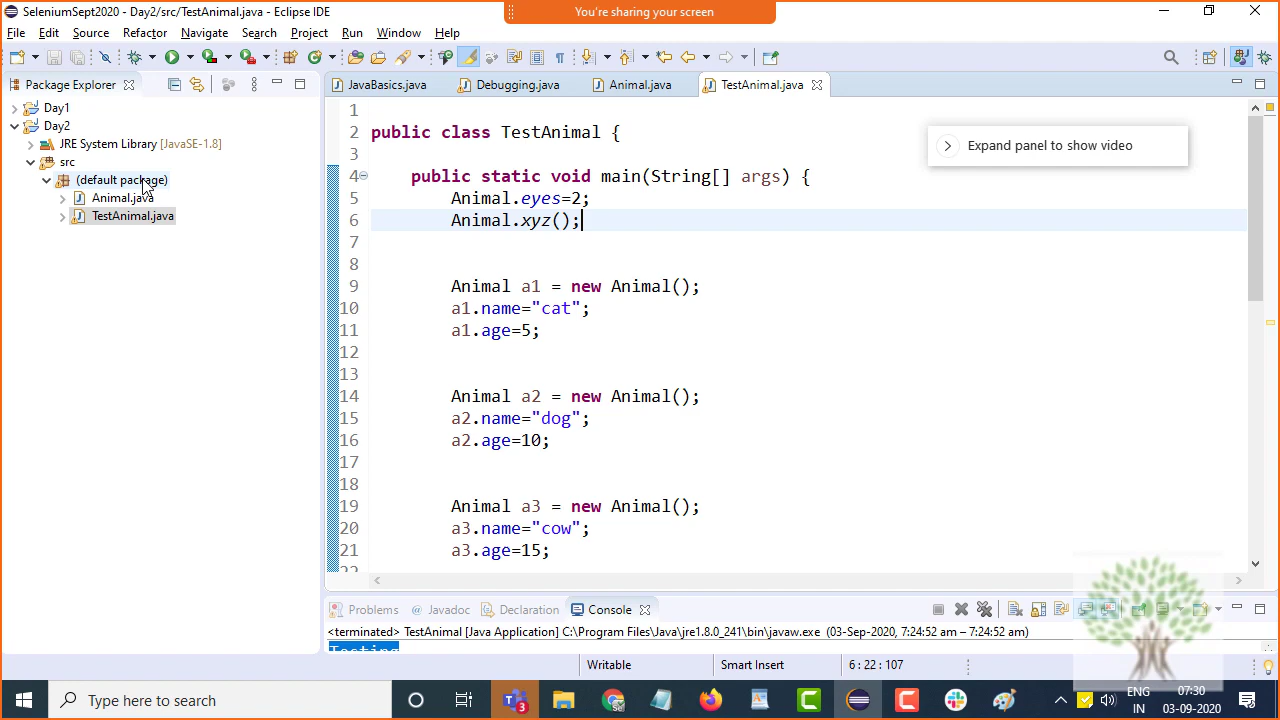 SeleniumSept2020 - Day2/src/TestAnimal.java - Eclipse IDE
You're sharing your screen
File Edit Source Refactor Navigate Search Project Run Window Help
Package Explorer
JavaBasics.java Debugging.java Animal.java TestAnimal.java
Day1
Day2
JRE System Library [JavaSE-1.8]
src
(default package)
Animal.java
TestAnimal.java
Expand panel to show video
1
2 public class TestAnimal {
3
4 public static void main(String[] args) {
5 Animal.eyes=2;
6 Animal.xyz();
7
8
9 Animal a1 = new Animal();
10 a1.name="cat";
11 a1.age=5;
12
13
14 Animal a2 = new Animal();
15 a2.name="dog";
16 a2.age=10;
17
18
19 Animal a3 = new Animal();
20 a3.name="cow";
21 a3.age=15;
22
Problems Javadoc Declaration Console
<terminated> TestAnimal [Java Application] C:\Program Files\Java\jre1.8.0_241\bin\javaw.exe (03-Sep-2020, 7:24:52 am – 7:24:52 am)
Testing
Writable Smart Insert 6 : 22 : 107
Type here to search
3
ENG
IN
07:30
03-09-2020